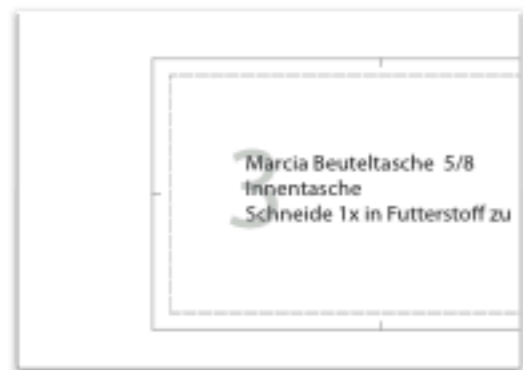 3
Marcia Beuteltasche 5/8
Innentasche
Schneide 1x in Futterstoff zu